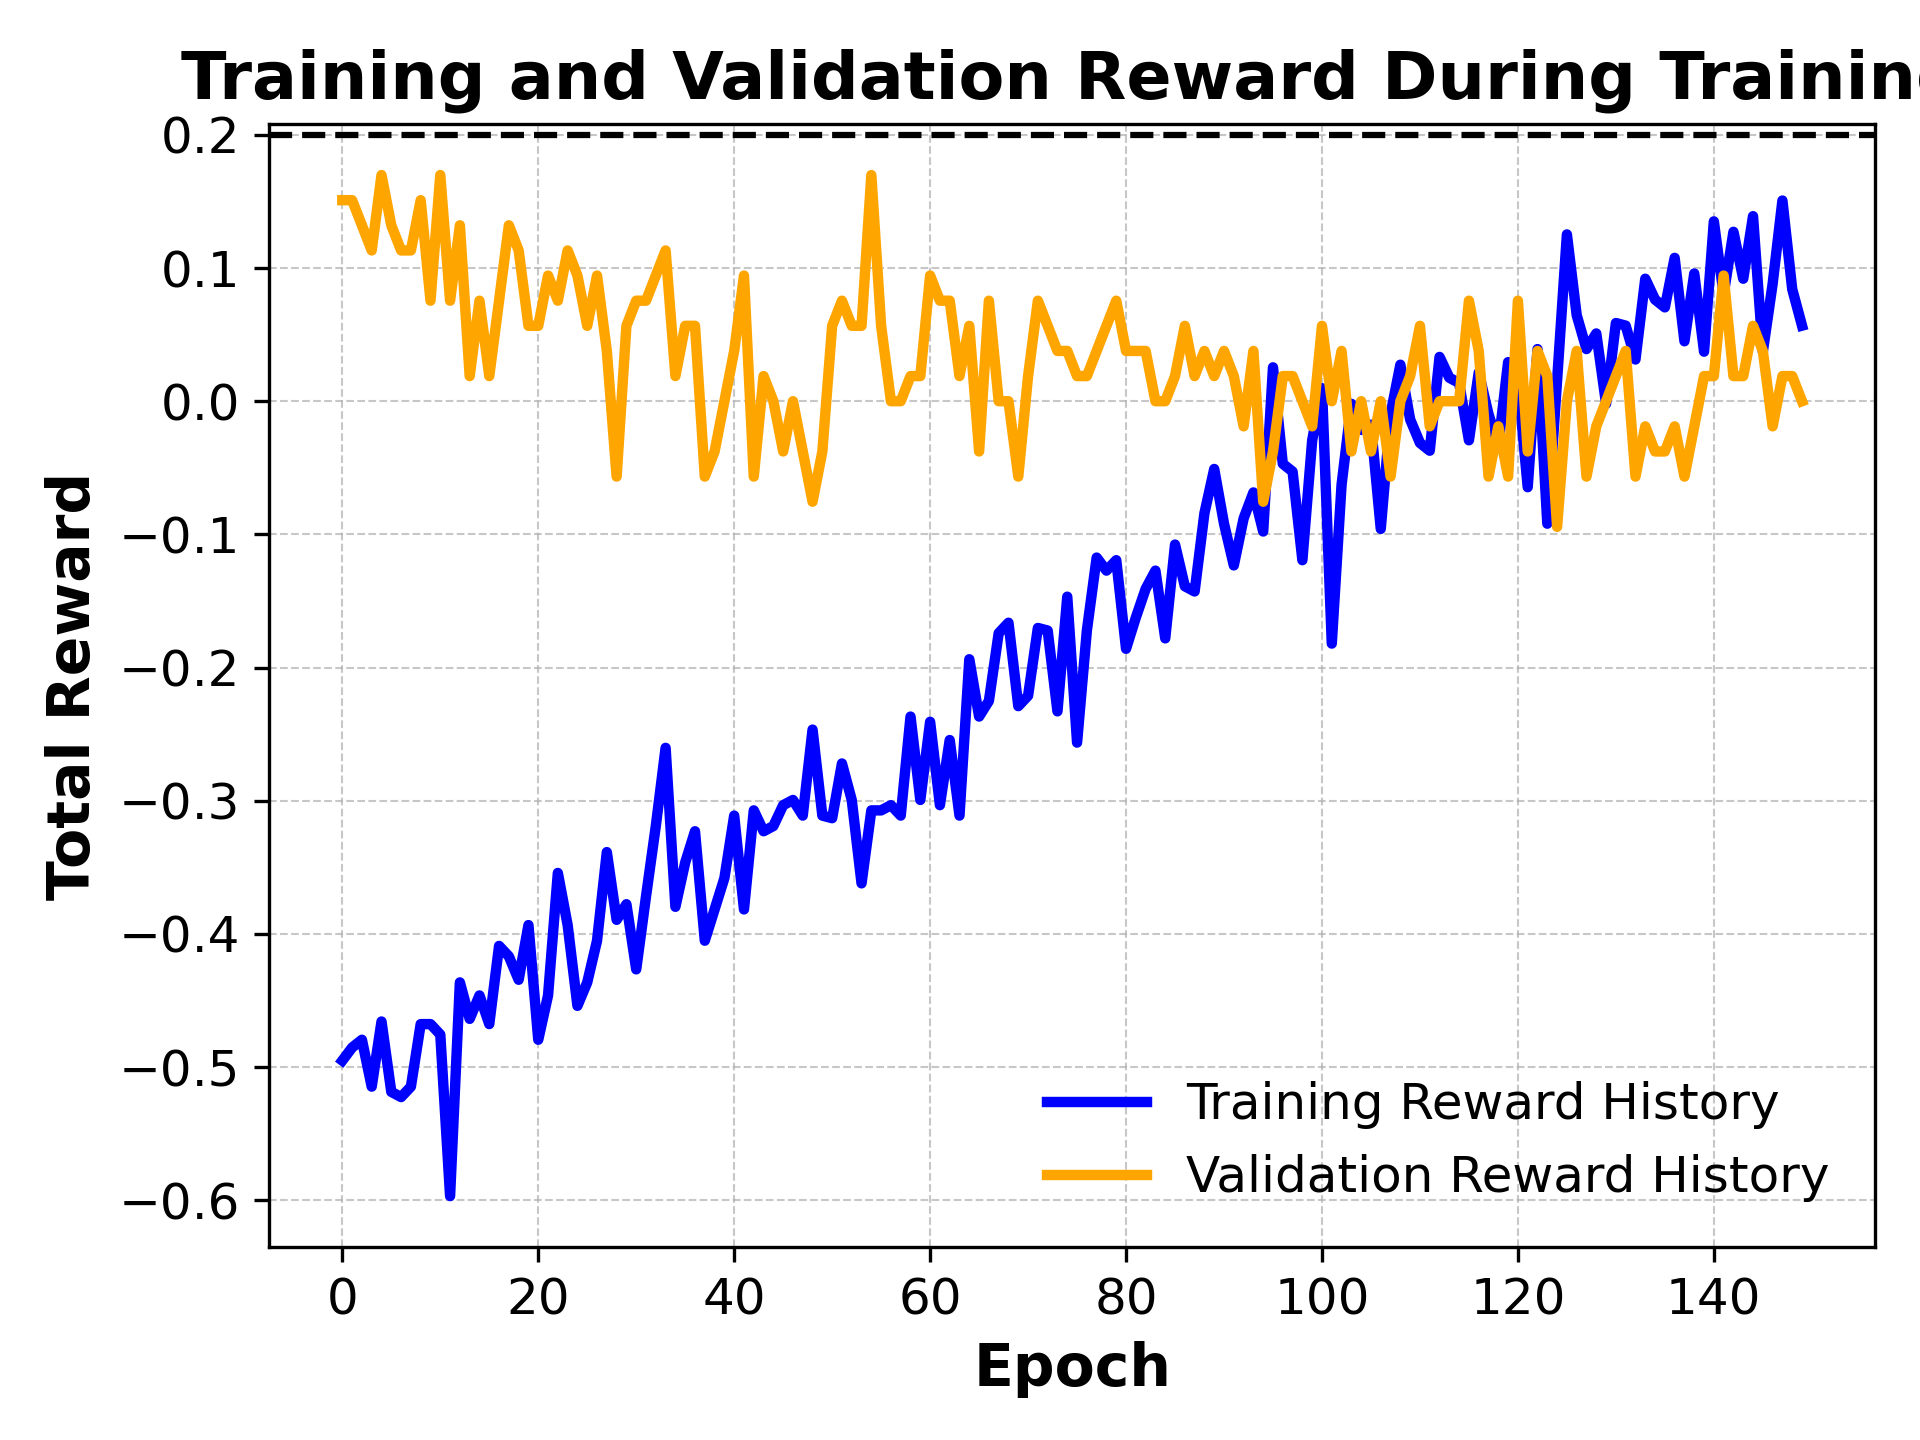 Training and Validation Reward During Trainin
0.2
0.1
0.0
−0.1
−0.2
−0.3
−0.4
−0.5
−0.6
Total Reward
Training Reward History
Validation Reward History
0 20 40 60 80 100 120 140
Epoch